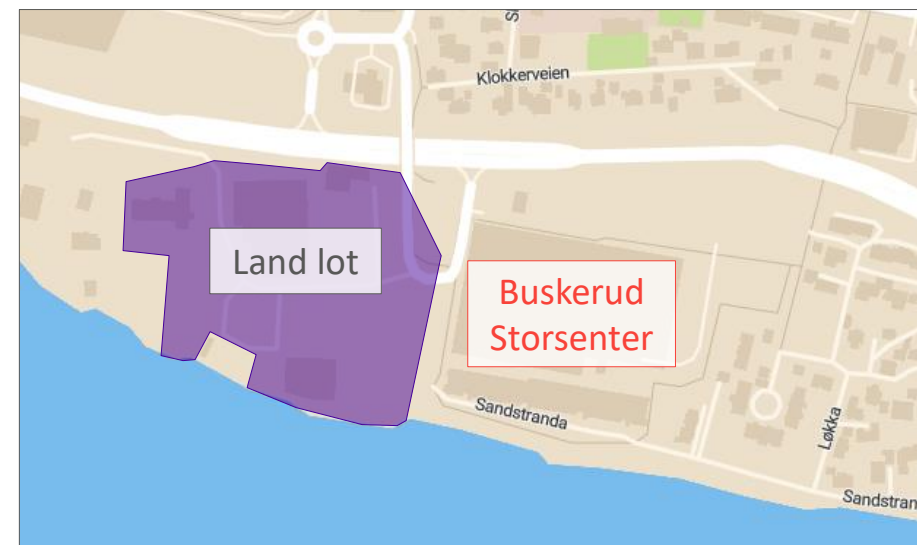 Klokkerveien
Land lot
Buskerud
Storsenter
Sandstranda
Løkka
Sandstran